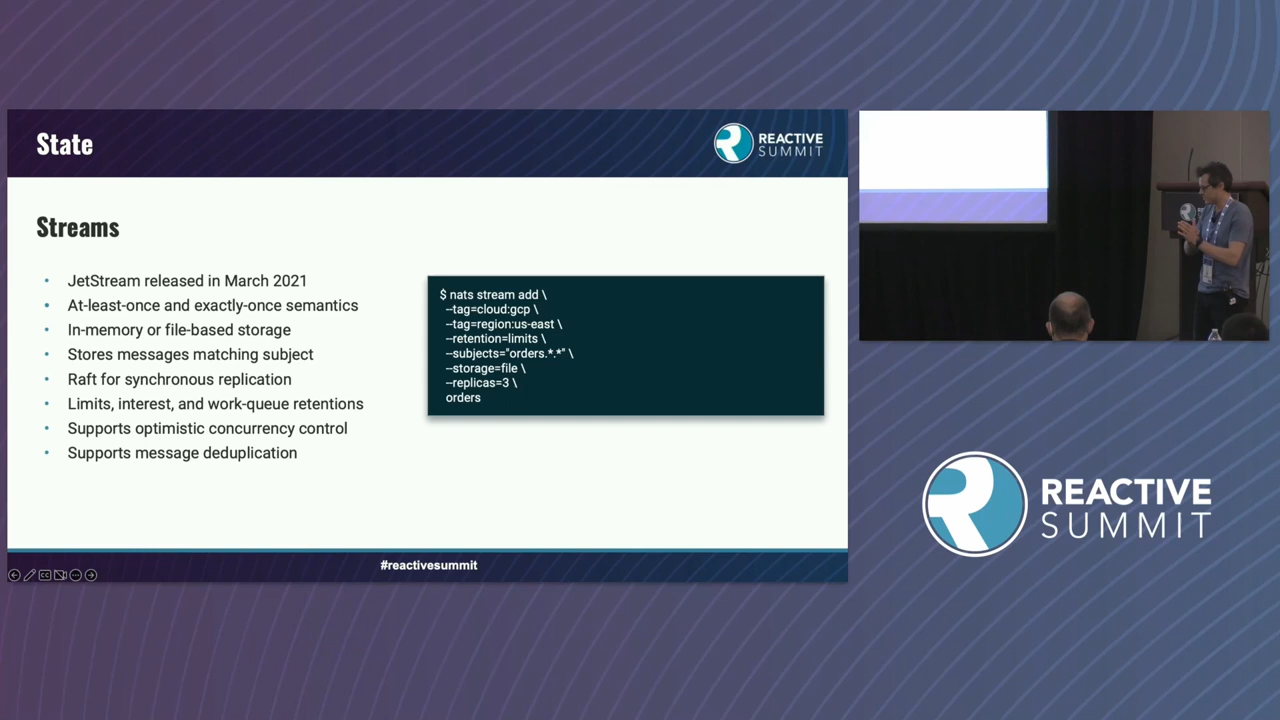 State
REACTIVE
SUMMIT
Streams
• JetStream released in March 2021
• At-least-once and exactly-once semantics
• In-memory or file-based storage
• Stores messages matching subject
• Raft for synchronous replication
• Limits, interest, and work-queue retentions
• Supports optimistic concurrency control
• Supports message deduplication
$ nats stream add \
--tag=cloud:gcp \
--tag=region:us-east \
--retention=limits \
--subjects="orders.*.*" \
--storage=file \
--replicas=3 \
orders
#reactivesummit
REACTIVE
SUMMIT